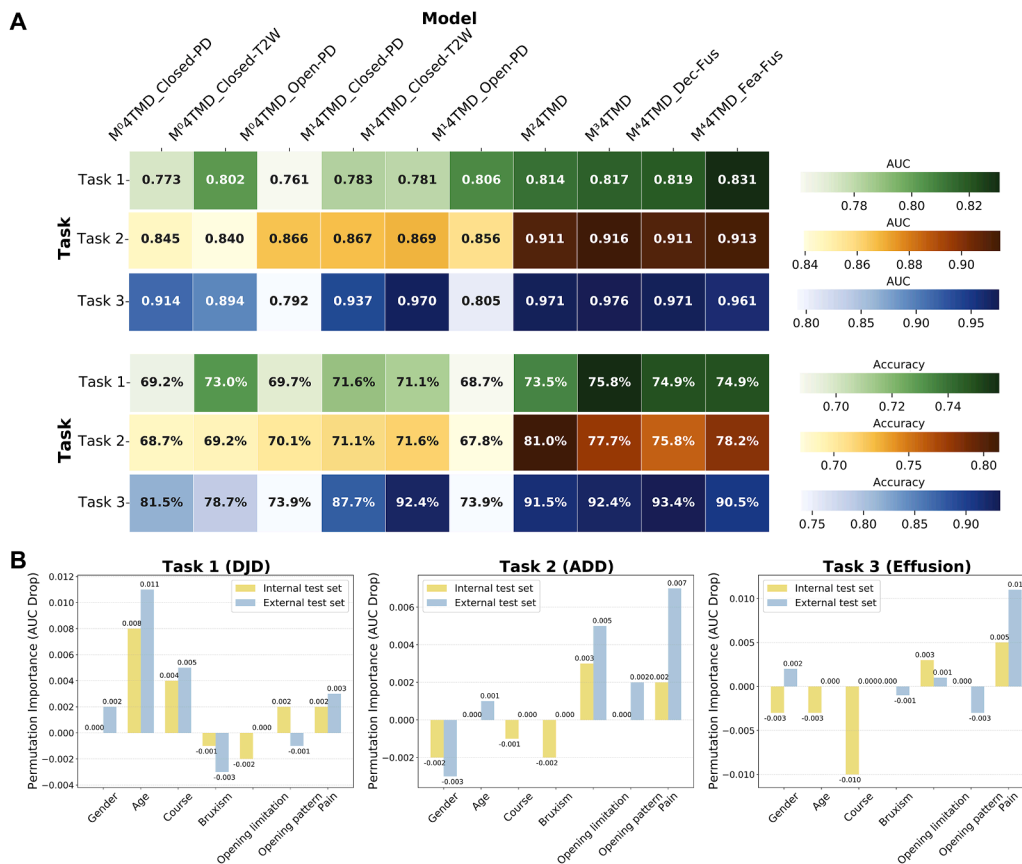 A
Model
M⁰4TMD_Closed-PD
M⁰4TMD_Closed-T2W
M⁰4TMD_Open-PD
M¹4TMD_Closed-PD
M¹4TMD_Closed-T2W
M¹4TMD_Open-PD
M²4TMD
M³4TMD
M⁴4TMD_Dec-Fus
M⁴4TMD_Fea-Fus
Task
Task 1 0.773 0.802 0.761 0.783 0.781 0.806 0.814 0.817 0.819 0.831
Task 2 0.845 0.840 0.866 0.867 0.869 0.856 0.911 0.916 0.911 0.913
Task 3 0.914 0.894 0.792 0.937 0.970 0.805 0.971 0.976 0.971 0.961
AUC
0.78 0.80 0.82
AUC
0.84 0.86 0.88 0.90
AUC
0.80 0.85 0.90 0.95
Task
Task 1 69.2% 73.0% 69.7% 71.6% 71.1% 68.7% 73.5% 75.8% 74.9% 74.9%
Task 2 68.7% 69.2% 70.1% 71.1% 71.6% 67.8% 81.0% 77.7% 75.8% 78.2%
Task 3 81.5% 78.7% 73.9% 87.7% 92.4% 73.9% 91.5% 92.4% 93.4% 90.5%
Accuracy
0.70 0.72 0.74
Accuracy
0.70 0.75 0.80
Accuracy
0.75 0.80 0.85 0.90
B
Task 1 (DJD)
Permutation Importance (AUC Drop)
0.012
0.010
0.008
0.006
0.004
0.002
0.000
−0.002
−0.004
Internal test set
External test set
0.000 0.002 0.008 0.011 0.004 0.005 -0.001 -0.003 -0.002 0.000 0.002 -0.001 0.002 0.003
Gender
Age
Course
Bruxism
Opening limitation
Opening pattern
Pain
Task 2 (ADD)
Permutation Importance (AUC Drop)
0.006
0.004
0.002
0.000
−0.002
Internal test set
External test set
-0.002 -0.003 0.000 0.001 -0.001 0.000 -0.002 0.000 0.003 0.005 0.000 0.002 0.002 0.007
Gender
Age
Course
Bruxism
Opening limitation
Opening pattern
Pain
Task 3 (Effusion)
Permutation Importance (AUC Drop)
0.010
0.005
0.000
−0.005
−0.010
Internal test set
External test set
-0.003 0.002 -0.003 0.000 -0.010 0.000 0.000 -0.001 0.003 0.001 0.000 -0.003 0.005
Gender
Age
Course
Bruxism
Opening limitation
Opening pattern
Pain